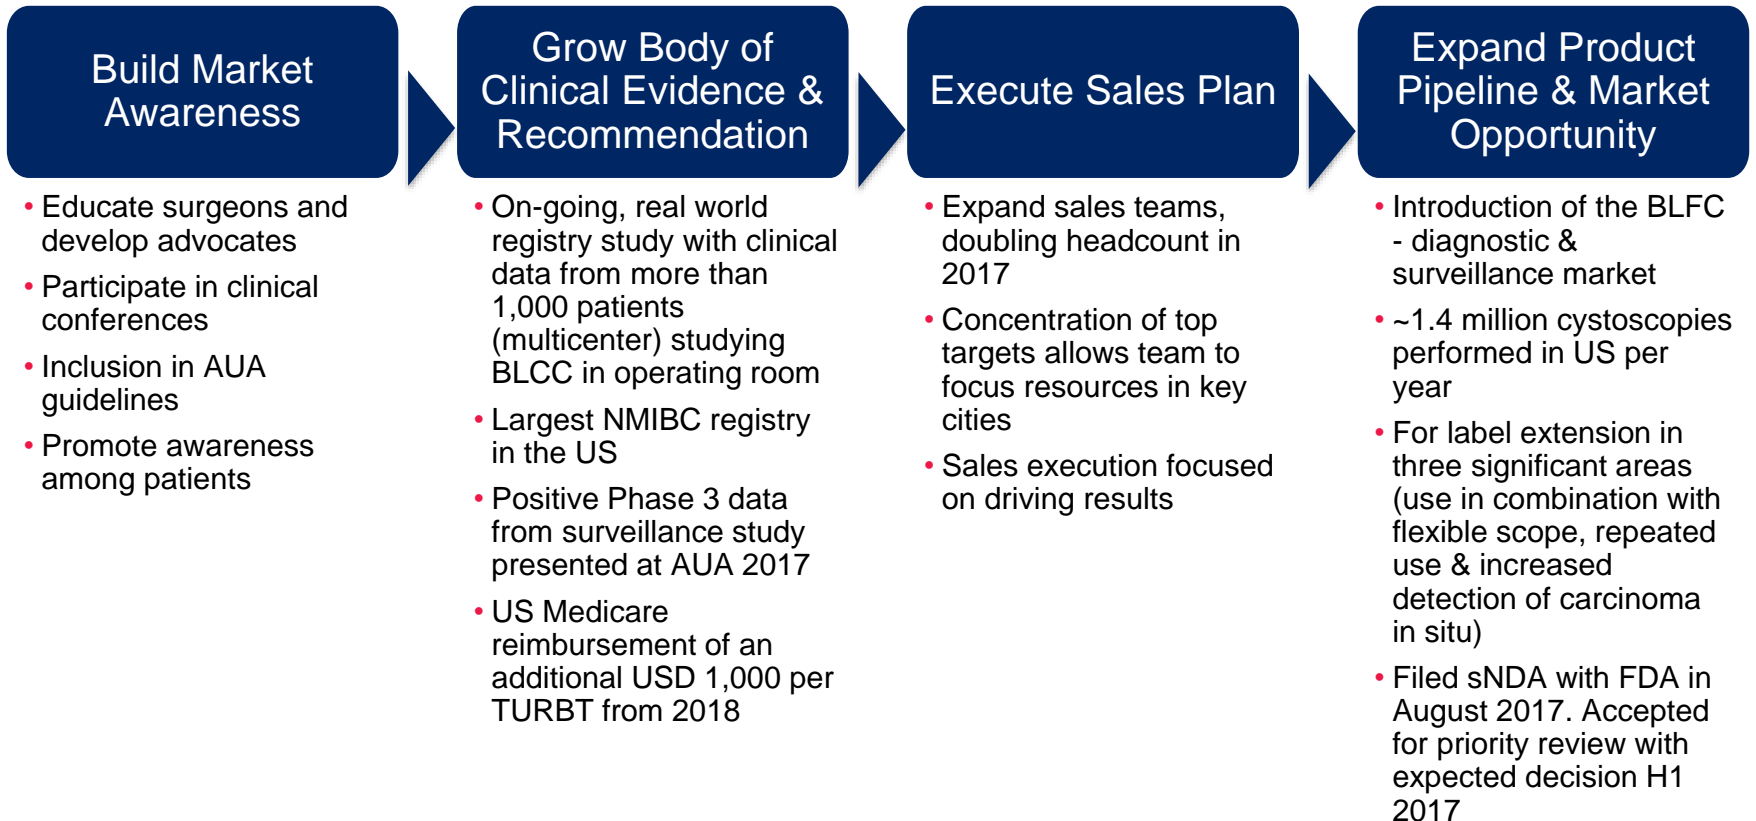 Build Market
Awareness
• Educate surgeons and
develop advocates
• Participate in clinical
conferences
• Inclusion in AUA
guidelines
• Promote awareness
among patients
Grow Body of
Clinical Evidence &
Recommendation
• On-going, real world
registry study with clinical
data from more than
1,000 patients
(multicenter) studying
BLCC in operating room
• Largest NMIBC registry
in the US
• Positive Phase 3 data
from surveillance study
presented at AUA 2017
• US Medicare
reimbursement of an
additional USD 1,000 per
TURBT from 2018
Execute Sales Plan
• Expand sales teams,
doubling headcount in
2017
• Concentration of top
targets allows team to
focus resources in key
cities
• Sales execution focused
on driving results
Expand Product
Pipeline & Market
Opportunity
• Introduction of the BLFC
- diagnostic &
surveillance market
• ~1.4 million cystoscopies
performed in US per
year
• For label extension in
three significant areas
(use in combination with
flexible scope, repeated
use & increased
detection of carcinoma
in situ)
• Filed sNDA with FDA in
August 2017. Accepted
for priority review with
expected decision H1
2017